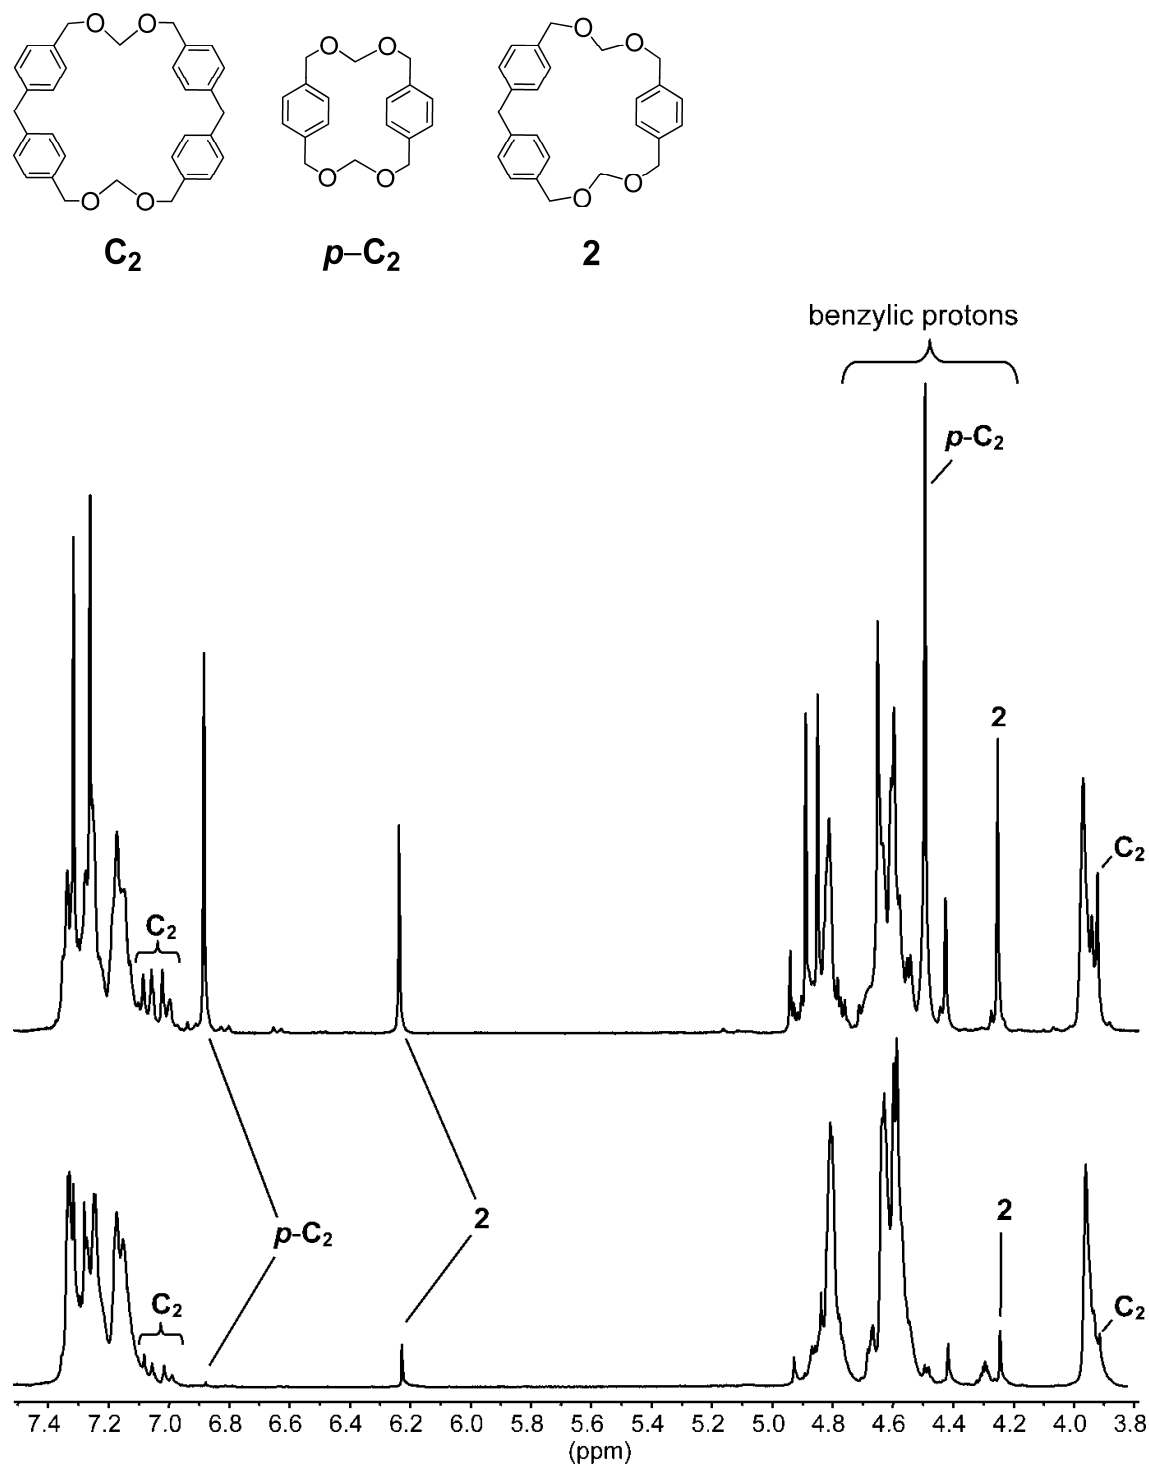 O O O O O O
O O O O O O
C2 p–C2 2
benzylic protons
p-C2
2
C2
C2
p-C2
2
2
C2
C2
7.4 7.2 7.0 6.8 6.6 6.4 6.2 6.0 5.8 5.6 5.4 5.2 5.0 4.8 4.6 4.4 4.2 4.0 3.8
(ppm)